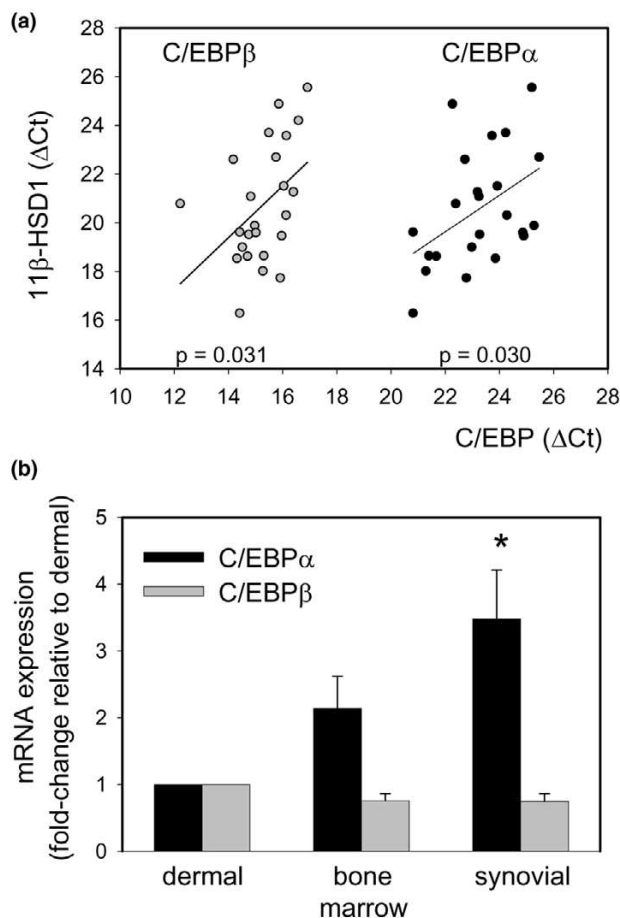 (a)
28
26
24
22
20
18
16
14
11β-HSD1 (ΔCt)
C/EBPβ
C/EBPα
p = 0.031
p = 0.030
10 12 14 16 18 20 22 24 26 28
C/EBP (ΔCt)
(b)
5
4
3
2
1
0
mRNA expression
(fold-change relative to dermal)
C/EBPα
C/EBPβ
*
dermal
bone
marrow
synovial